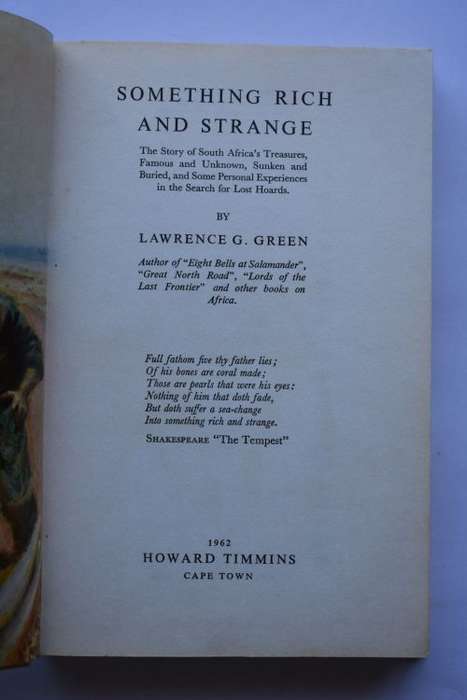 SOMETHING RICH
AND STRANGE
The Story of South Africa's Treasures,
Famous and Unknown, Sunken and
Buried, and Some Personal Experiences
in the Search for Lost Hoards.
BY
LAWRENCE G. GREEN
Author of "Eight Bells at Salamander",
"Great North Road", "Lords of the
Last Frontier" and other books on
Africa.
Full fathom five thy father lies;
Of his bones are coral made;
Those are pearls that were his eyes:
Nothing of him that doth fade,
But doth suffer a sea-change
Into something rich and strange.
SHAKESPEARE "The Tempest"
1962
HOWARD TIMMINS
CAPE TOWN